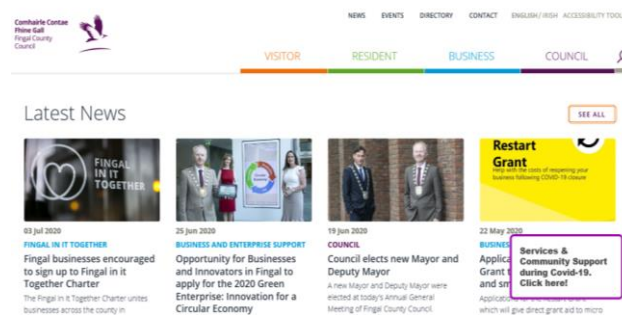 Comhairle Contae
Fhine Gall
Fingal County
Council
NEWS EVENTS DIRECTORY CONTACT ENGLISH / IRISH ACCESSIBILITY TOOL
VISITOR RESIDENT BUSINESS COUNCIL
Latest News
SEE ALL
FINGAL
IN IT
TOGETHER
Restart
Grant
Help with the costs of reopening your
business following COVID-19 closure
03 Jul 2020
FINGAL IN IT TOGETHER
Fingal businesses encouraged
to sign up to Fingal in it
Together Charter
The Fingal in It Together Charter unites
businesses across the county in
25 Jun 2020
BUSINESS AND ENTERPRISE SUPPORT
Opportunity for Businesses
and Innovators in Fingal to
apply for the 2020 Green
Enterprise: Innovation for a
Circular Economy
19 Jun 2020
COUNCIL
Council elects new Mayor and
Deputy Mayor
A new Mayor and Deputy Mayor were
elected at today's Annual General
Meeting of Fingal County Council.
22 May 2020
BUSINES
Applica
Grant t
and sm
Applicatio
which will give direct grant aid to micro
Services &
Community Support
during Covid-19.
Click here!